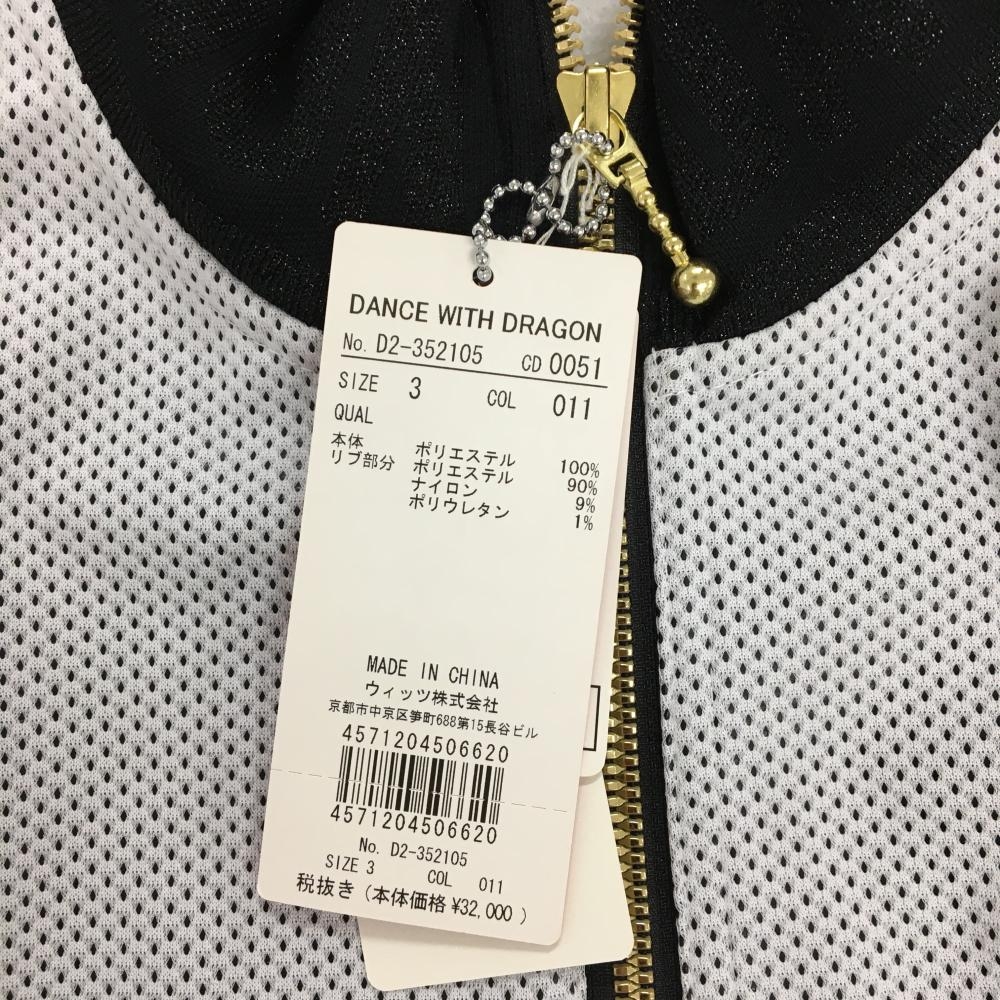 DANCE WITH DRAGON
No. D2-352105 CD 0051
SIZE 3 COL 011
QUAL
本体 ポリエステル 100%
リブ部分 ポリエステル 90%
ナイロン 9%
ポリウレタン 1%
MADE IN CHINA
ウィッツ株式会社
京都市中京区笋町688第15長谷ビル
4571204506620
4571204506620
No. D2-352105
SIZE 3 COL 011
税抜き (本体価格 ¥32,000 )